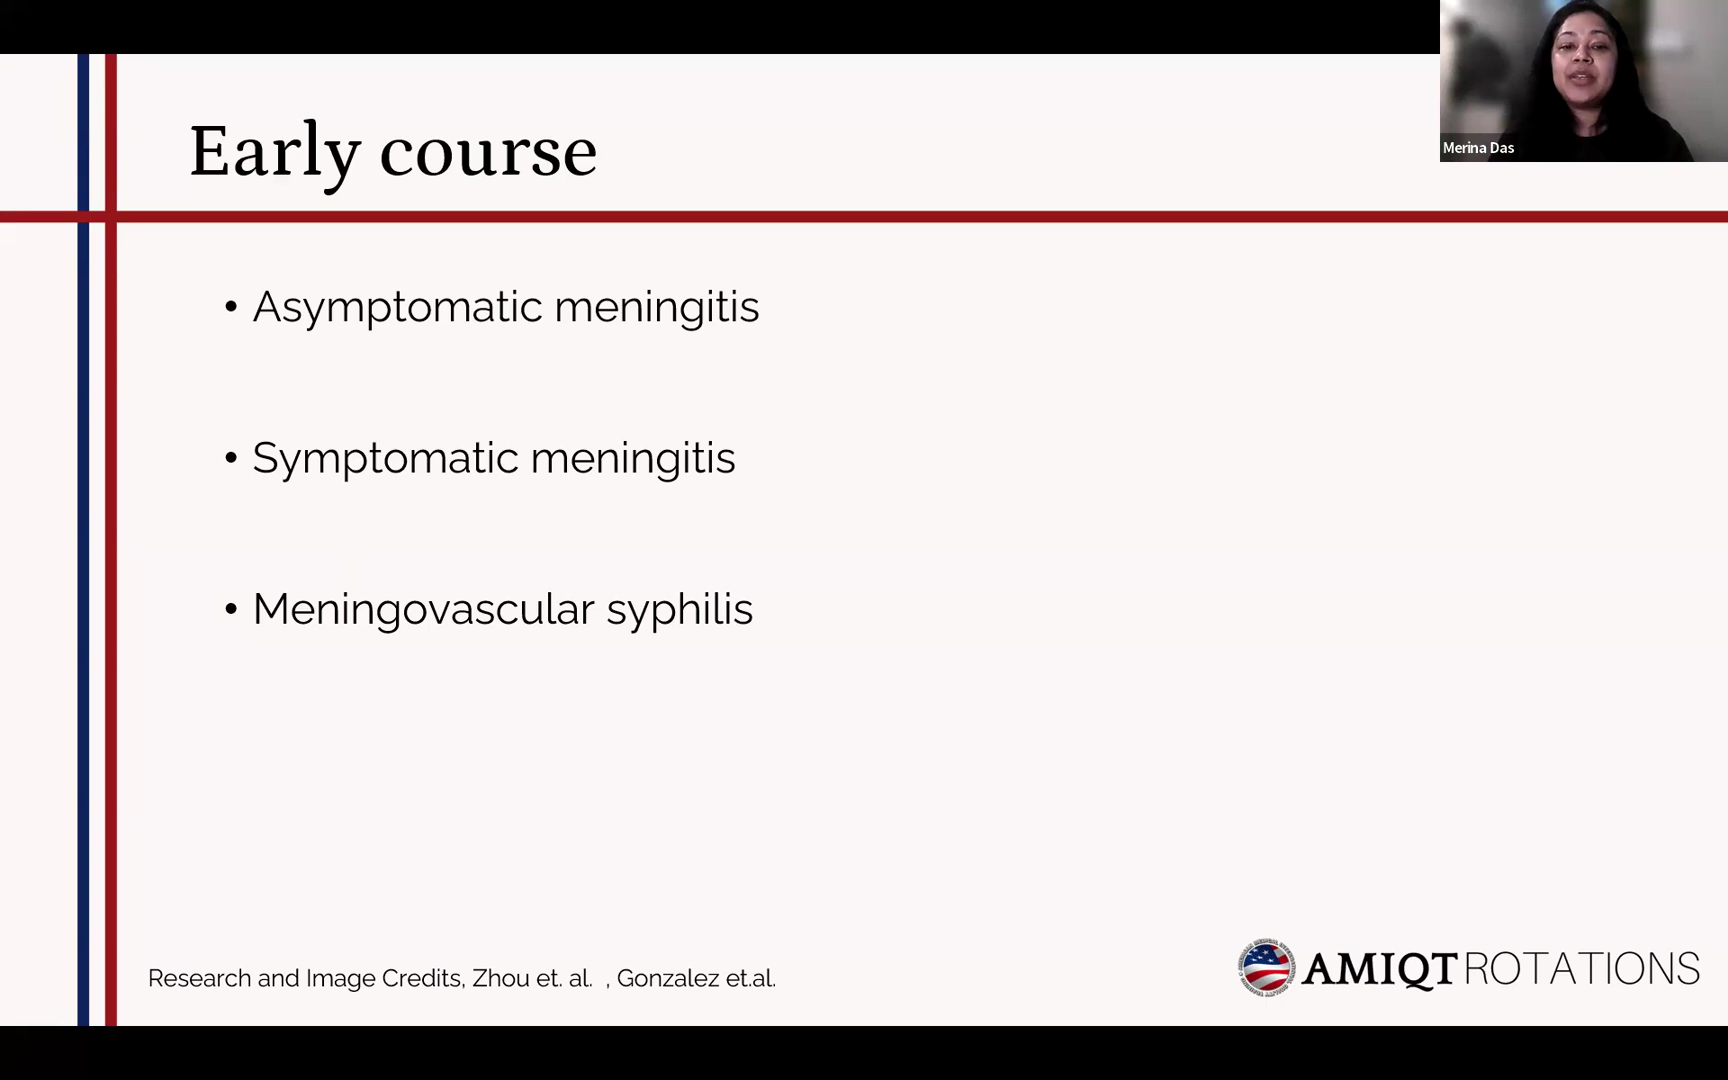 Merina Das
Early course
• Asymptomatic meningitis
• Symptomatic meningitis
• Meningovascular syphilis
Research and Image Credits, Zhou et. al.  , Gonzalez et.al.
AMIQT ROTATIONS